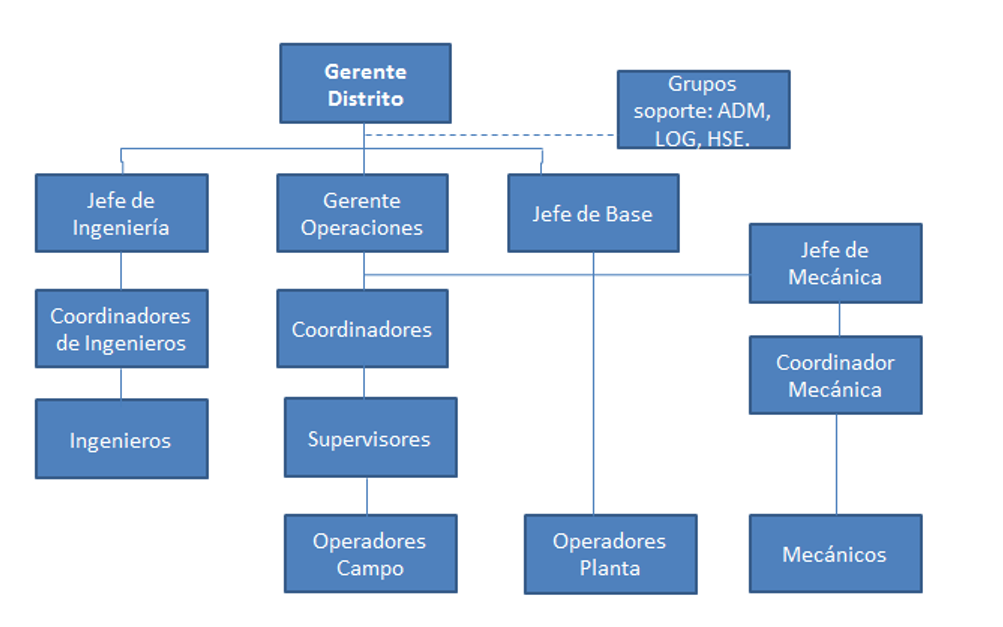 Gerente
Distrito
Grupos
soporte: ADM,
LOG, HSE.
Jefe de
Ingeniería
Gerente
Operaciones
Jefe de Base
Jefe de
Mecánica
Coordinadores
de Ingenieros
Coordinadores
Coordinador
Mecánica
Ingenieros
Supervisores
Operadores
Campo
Operadores
Planta
Mecánicos